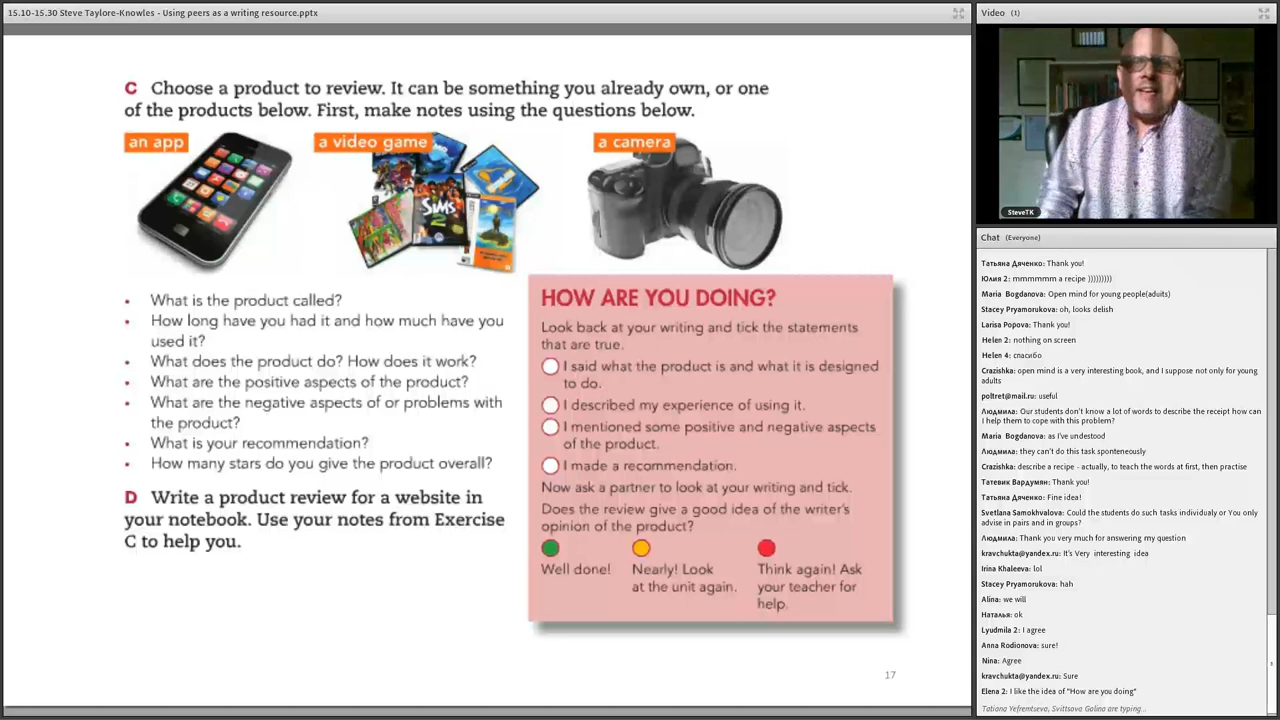 15.10-15.30 Steve Taylore-Knowles - Using peers as a writing resource.pptx
C Choose a product to review. It can be something you already own, or one
of the products below. First, make notes using the questions below.
an app
a video game
a camera
SIMS
2
• What is the product called?
• How long have you had it and how much have you
used it?
• What does the product do? How does it work?
• What are the positive aspects of the product?
• What are the negative aspects of or problems with
the product?
• What is your recommendation?
• How many stars do you give the product overall?
D Write a product review for a website in
your notebook. Use your notes from Exercise
C to help you.
HOW ARE YOU DOING?
Look back at your writing and tick the statements
that are true.
I said what the product is and what it is designed
to do.
I described my experience of using it.
I mentioned some positive and negative aspects
of the product.
I made a recommendation.
Now ask a partner to look at your writing and tick.
Does the review give a good idea of the writer's
opinion of the product?
Well done!
Nearly! Look
at the unit again.
Think again! Ask
your teacher for
help.
17
Video (1)
SteveTK
Chat (Everyone)
Татьяна Дяченко: Thank you!
Юлия 2: mmmmmm a recipe )))))))))
Maria Bogdanova: Open mind for young people(aduits)
Stacey Pryamorukova: oh, looks delish
Larisa Popova: Thank you!
Helen 2: nothing on screen
Helen 4: спасибо
Crazishka: open mind is a very interesting book, and I suppose not only for young
adults
poltret@mail.ru: useful
Людмила: Our students don't know a lot of words to describe the receipt how can
I help them to cope with this problem?
Maria Bogdanova: as I've undestood
Людмила: they can't do this task sponteneously
Crazishka: describe a recipe - actually, to teach the words at first, then practise
Татевик Вардумян: Thank you!
Татьяна Дяченко: Fine idea!
Svetlana Samokhvalova: Could the students do such tasks individualy or You only
advise in pairs and in groups?
Людмила: Thank you very much for answering my question
kravchukta@yandex.ru: It's Very interesting idea
Irina Khaleeva: lol
Stacey Pryamorukova: hah
Alina: we will
Наталья: ok
Lyudmila 2: I agree
Anna Rodionova: sure!
Nina: Agree
kravchukta@yandex.ru: Sure
Elena 2: I like the idea of "How are you doing"
Tatiana Yefremtseva, Svittsova Galina are typing...